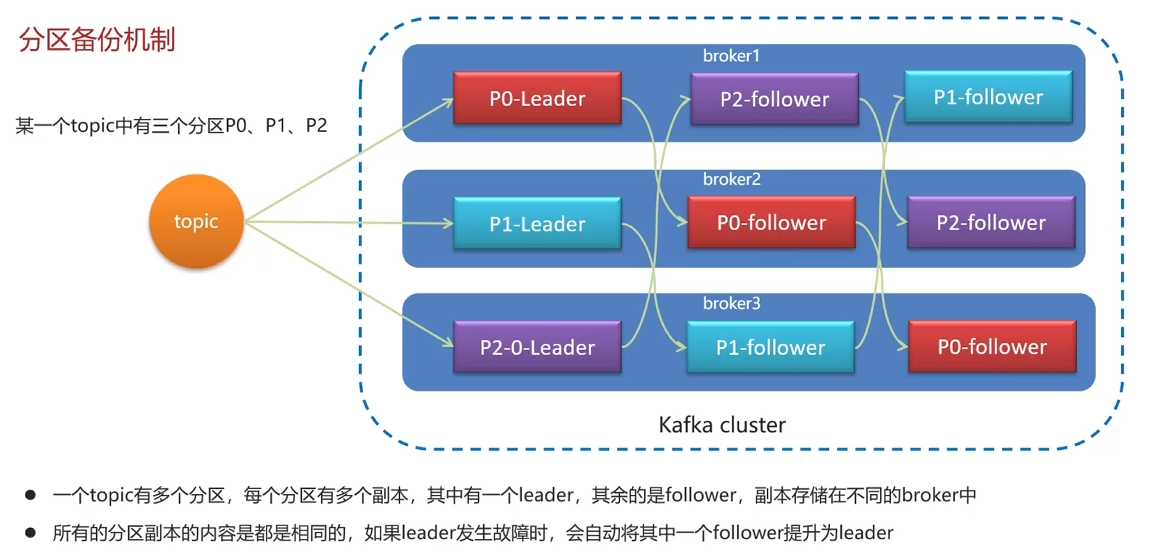 分区备份机制
某一个topic中有三个分区P0、P1、P2
topic
broker1
P0-Leader
P2-follower
P1-follower
broker2
P1-Leader
P0-follower
P2-follower
broker3
P2-0-Leader
P1-follower
P0-follower
Kafka cluster
● 一个topic有多个分区，每个分区有多个副本，其中有一个leader，其余的是follower，副本存储在不同的broker中
● 所有的分区副本的内容是都是相同的，如果leader发生故障时，会自动将其中一个follower提升为leader